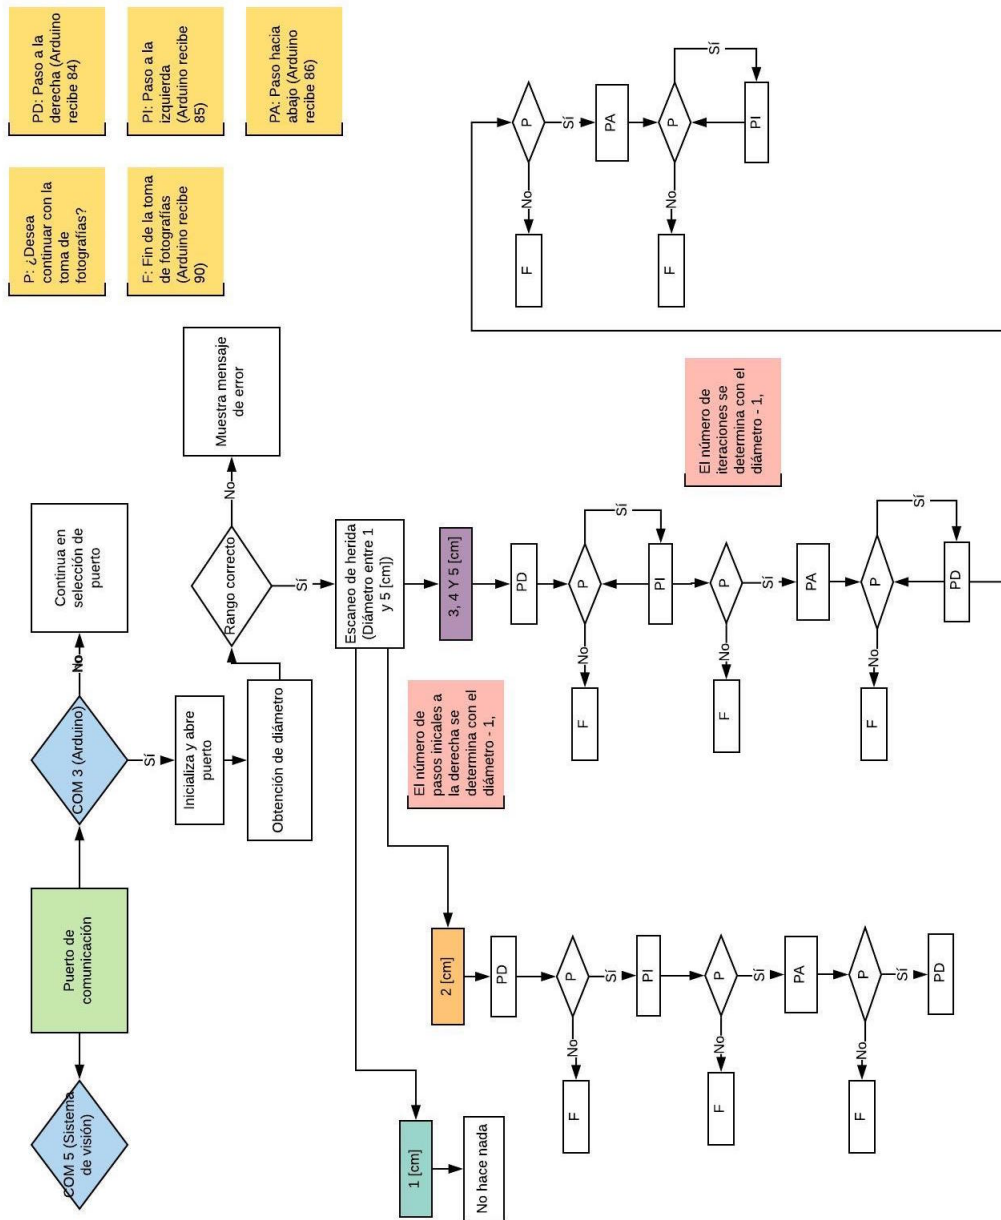 PD: Paso a la
derecha (Arduino
recibe 84)
PI: Paso a la
izquierda
(Arduino recibe
85)
PA: Paso hacia
abajo (Arduino
recibe 86)
P: ¿Desea
continuar con la
toma de
fotografías?
F: Fin de la toma
de fotografías
(Arduino recibe
90)
Puerto de
comunicación
COM 5 (Sistema
de visión)
COM 3 (Arduino)
No
Continua en
selección de
puerto
Sí
Inicializa y abre
puerto
Obtención de diámetro
Rango correcto
No
Muestra mensaje
de error
Sí
Escaneo de herida
(Diámetro entre 1
y 5 [cm])
1 [cm]
No hace nada
2 [cm]
PD
P
No
F
Sí
PI
P
No
F
Sí
PA
P
No
F
Sí
PD
El número de
pasos inicales a
la derecha se
determina con el
diámetro - 1,
3, 4 Y 5 [cm]
PD
P
No
F
Sí
PI
P
No
F
Sí
PA
P
No
F
Sí
PD
El número de
iteraciones se
determina con el
diámetro - 1,
P
No
F
Sí
PA
P
No
F
Sí
PI